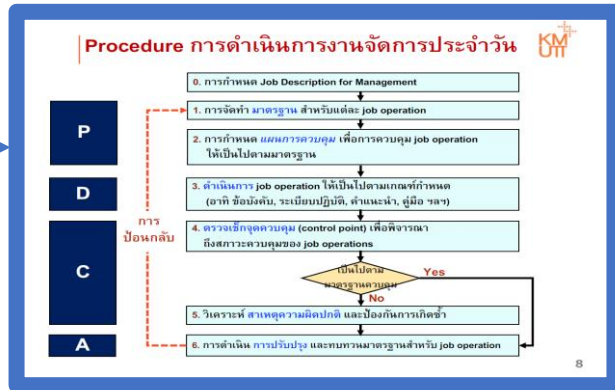 Procedure การดำเนินการงานจัดการประจำวัน
KM
UTT
0. การกำหนด Job Description for Management
1. การจัดทำ มาตรฐาน สำหรับแต่ละ job operation
P
2. การกำหนด แผนการควบคุม เพื่อการควบคุม job operation
ให้เป็นไปตามมาตรฐาน
D
3. ดำเนินการ job operation ให้เป็นไปตามเกณฑ์กำหนด
(อาทิ ข้อบังคับ, ระเบียบปฏิบัติ, คำแนะนำ, คู่มือ ฯลฯ)
การ
ป้อนกลับ
4. ตรวจเช็กจุดควบคุม (control point) เพื่อพิจารณา
ถึงสภาวะควบคุมของ job operations
C
เป็นไปตาม
มาตรฐานควบคุม
Yes
No
5. วิเคราะห์ สาเหตุความผิดปกติ และป้องกันการเกิดซ้ำ
A
6. การดำเนิน การปรับปรุง และทบทวนมาตรฐานสำหรับ job operation
8